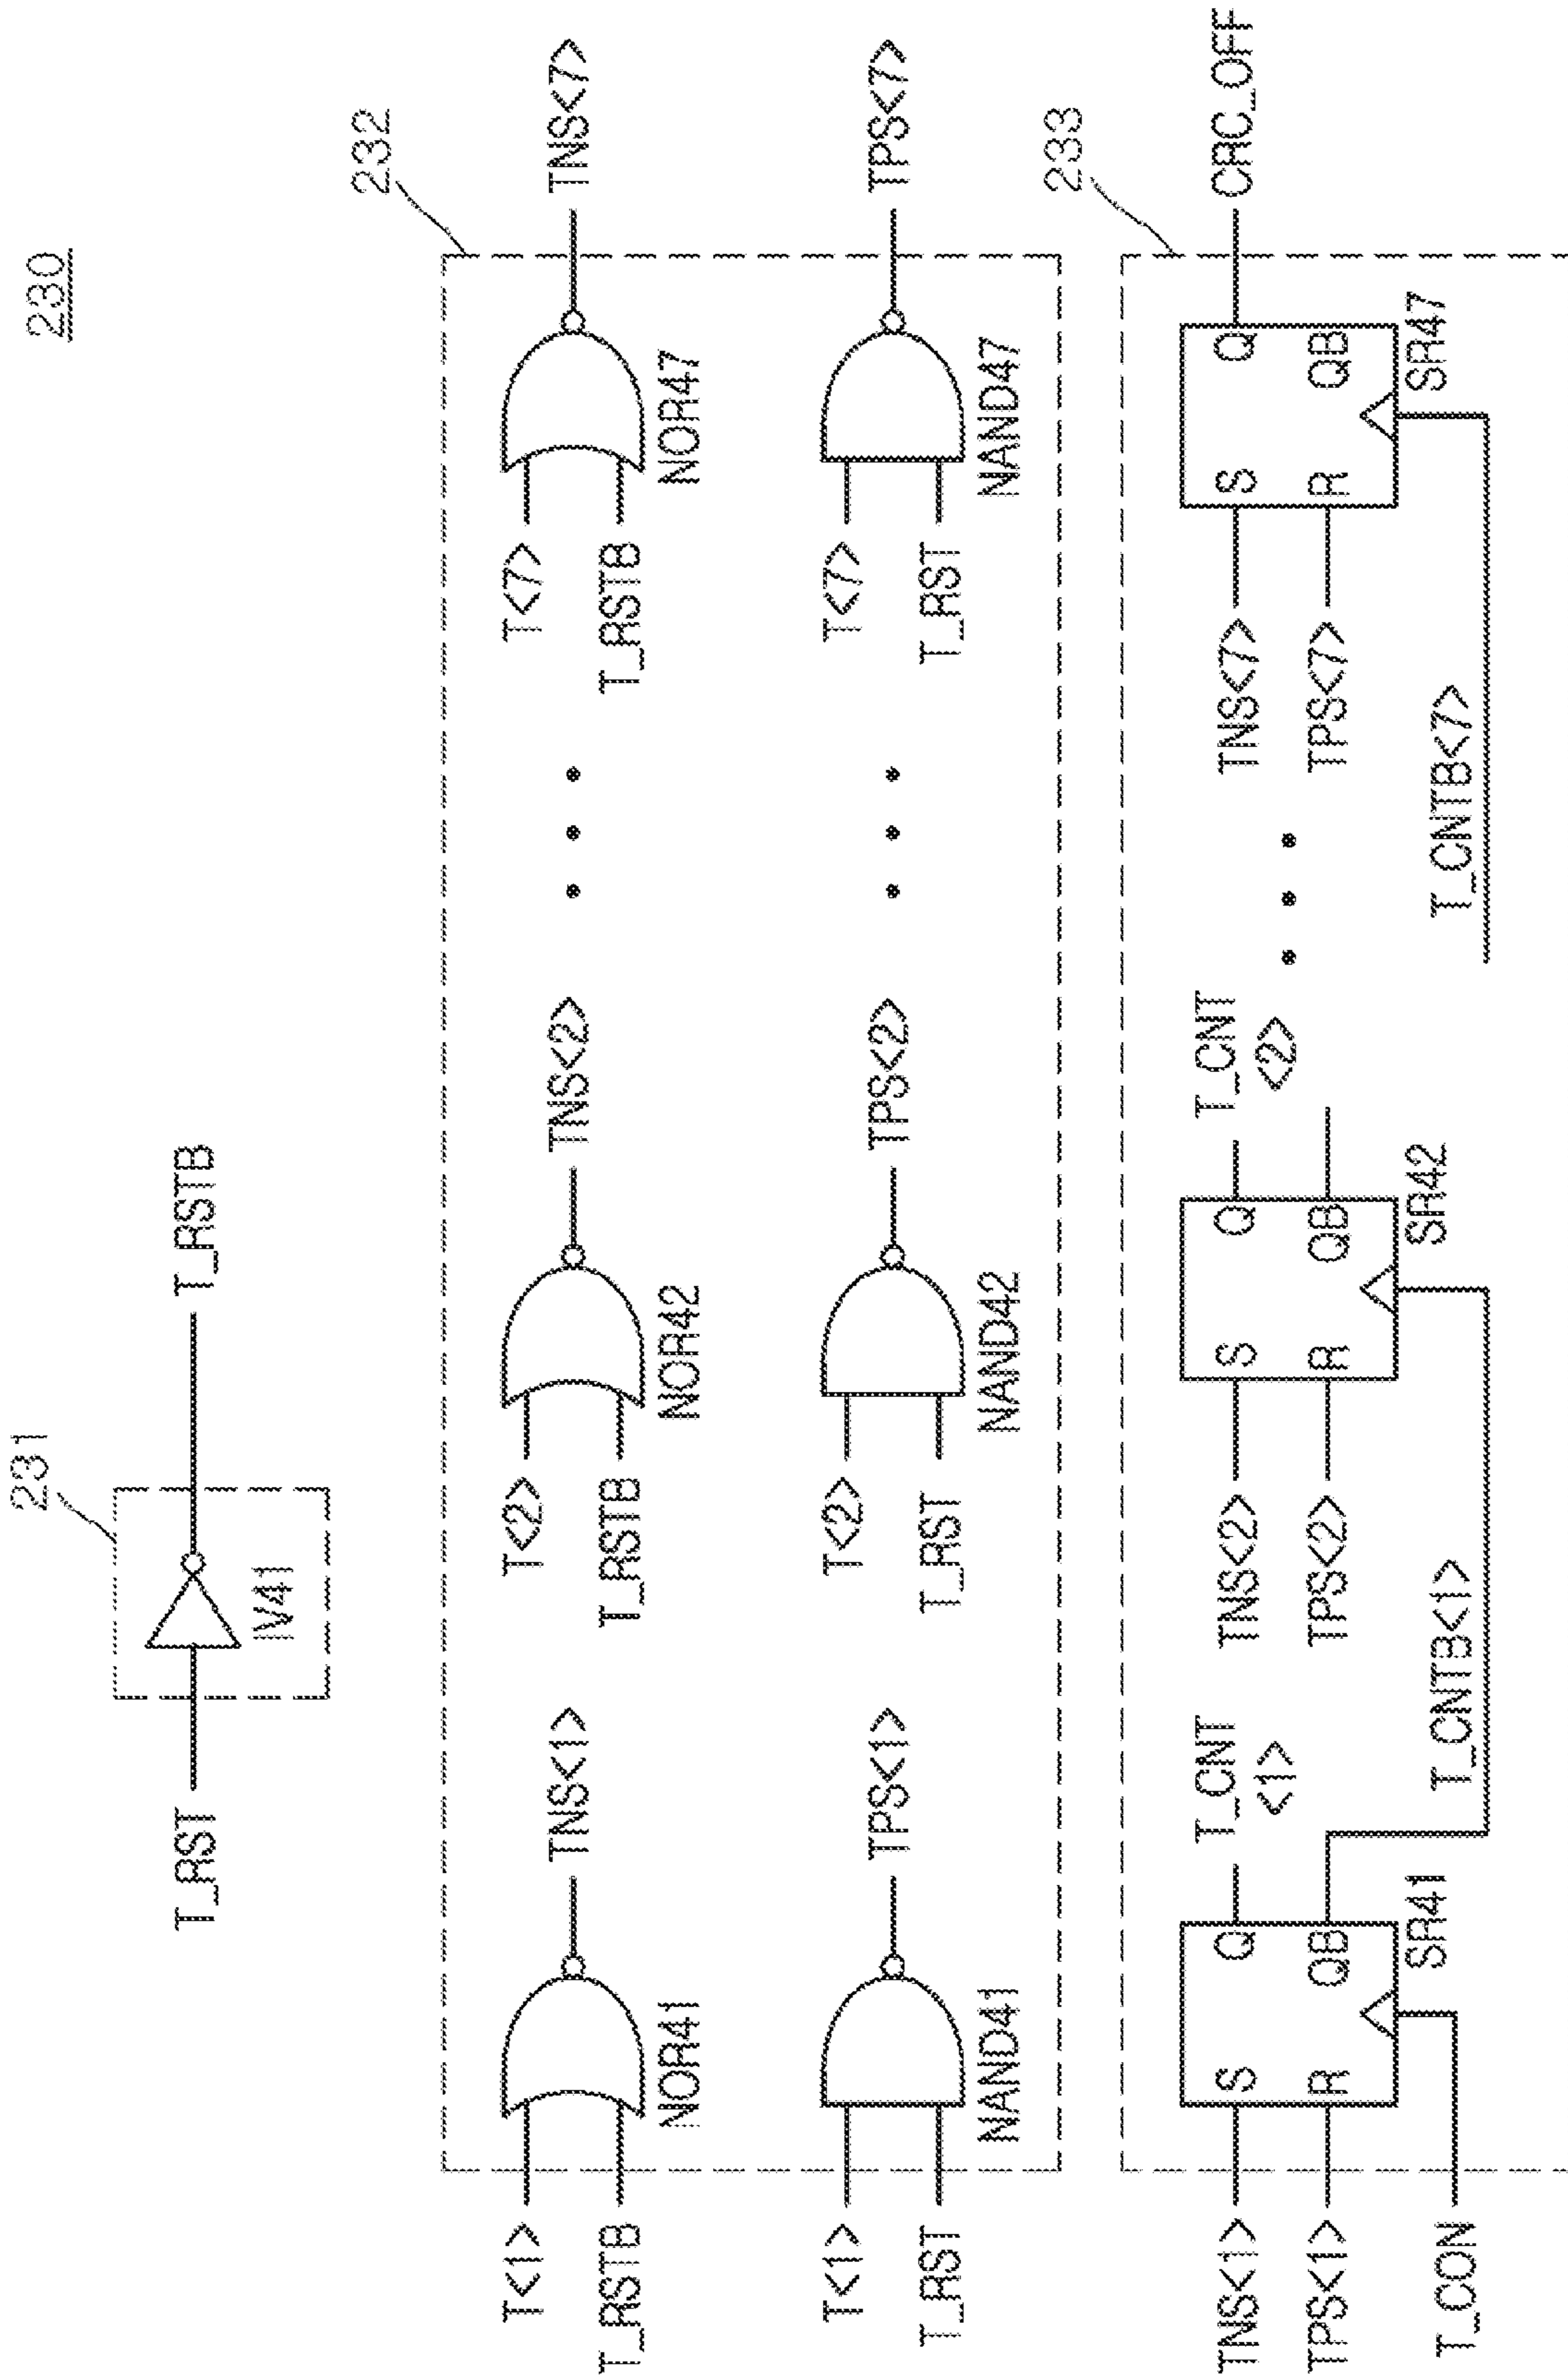 230
231
T_RST
IV41
T_RSTB
232
T<1>
T_RSTB
NOR41
TNS<1>
T<2>
T_RSTB
NOR42
TNS<2>
T<7>
T_RSTB
NOR47
TNS<7>
T<1>
T_RST
NAND41
TPS<1>
T<2>
T_RST
NAND42
TPS<2>
T<7>
T_RST
NAND47
TPS<7>
233
TNS<1>
TPS<1>
T_CON
S
R
Q
QB
SR41
T_CNT
<1>
T_CNTB<1>
TNS<2>
TPS<2>
S
R
Q
QB
SR42
T_CNT
<2>
TNS<7>
TPS<7>
T_CNTB<7>
S
R
Q
QB
SR47
CRC_OFF